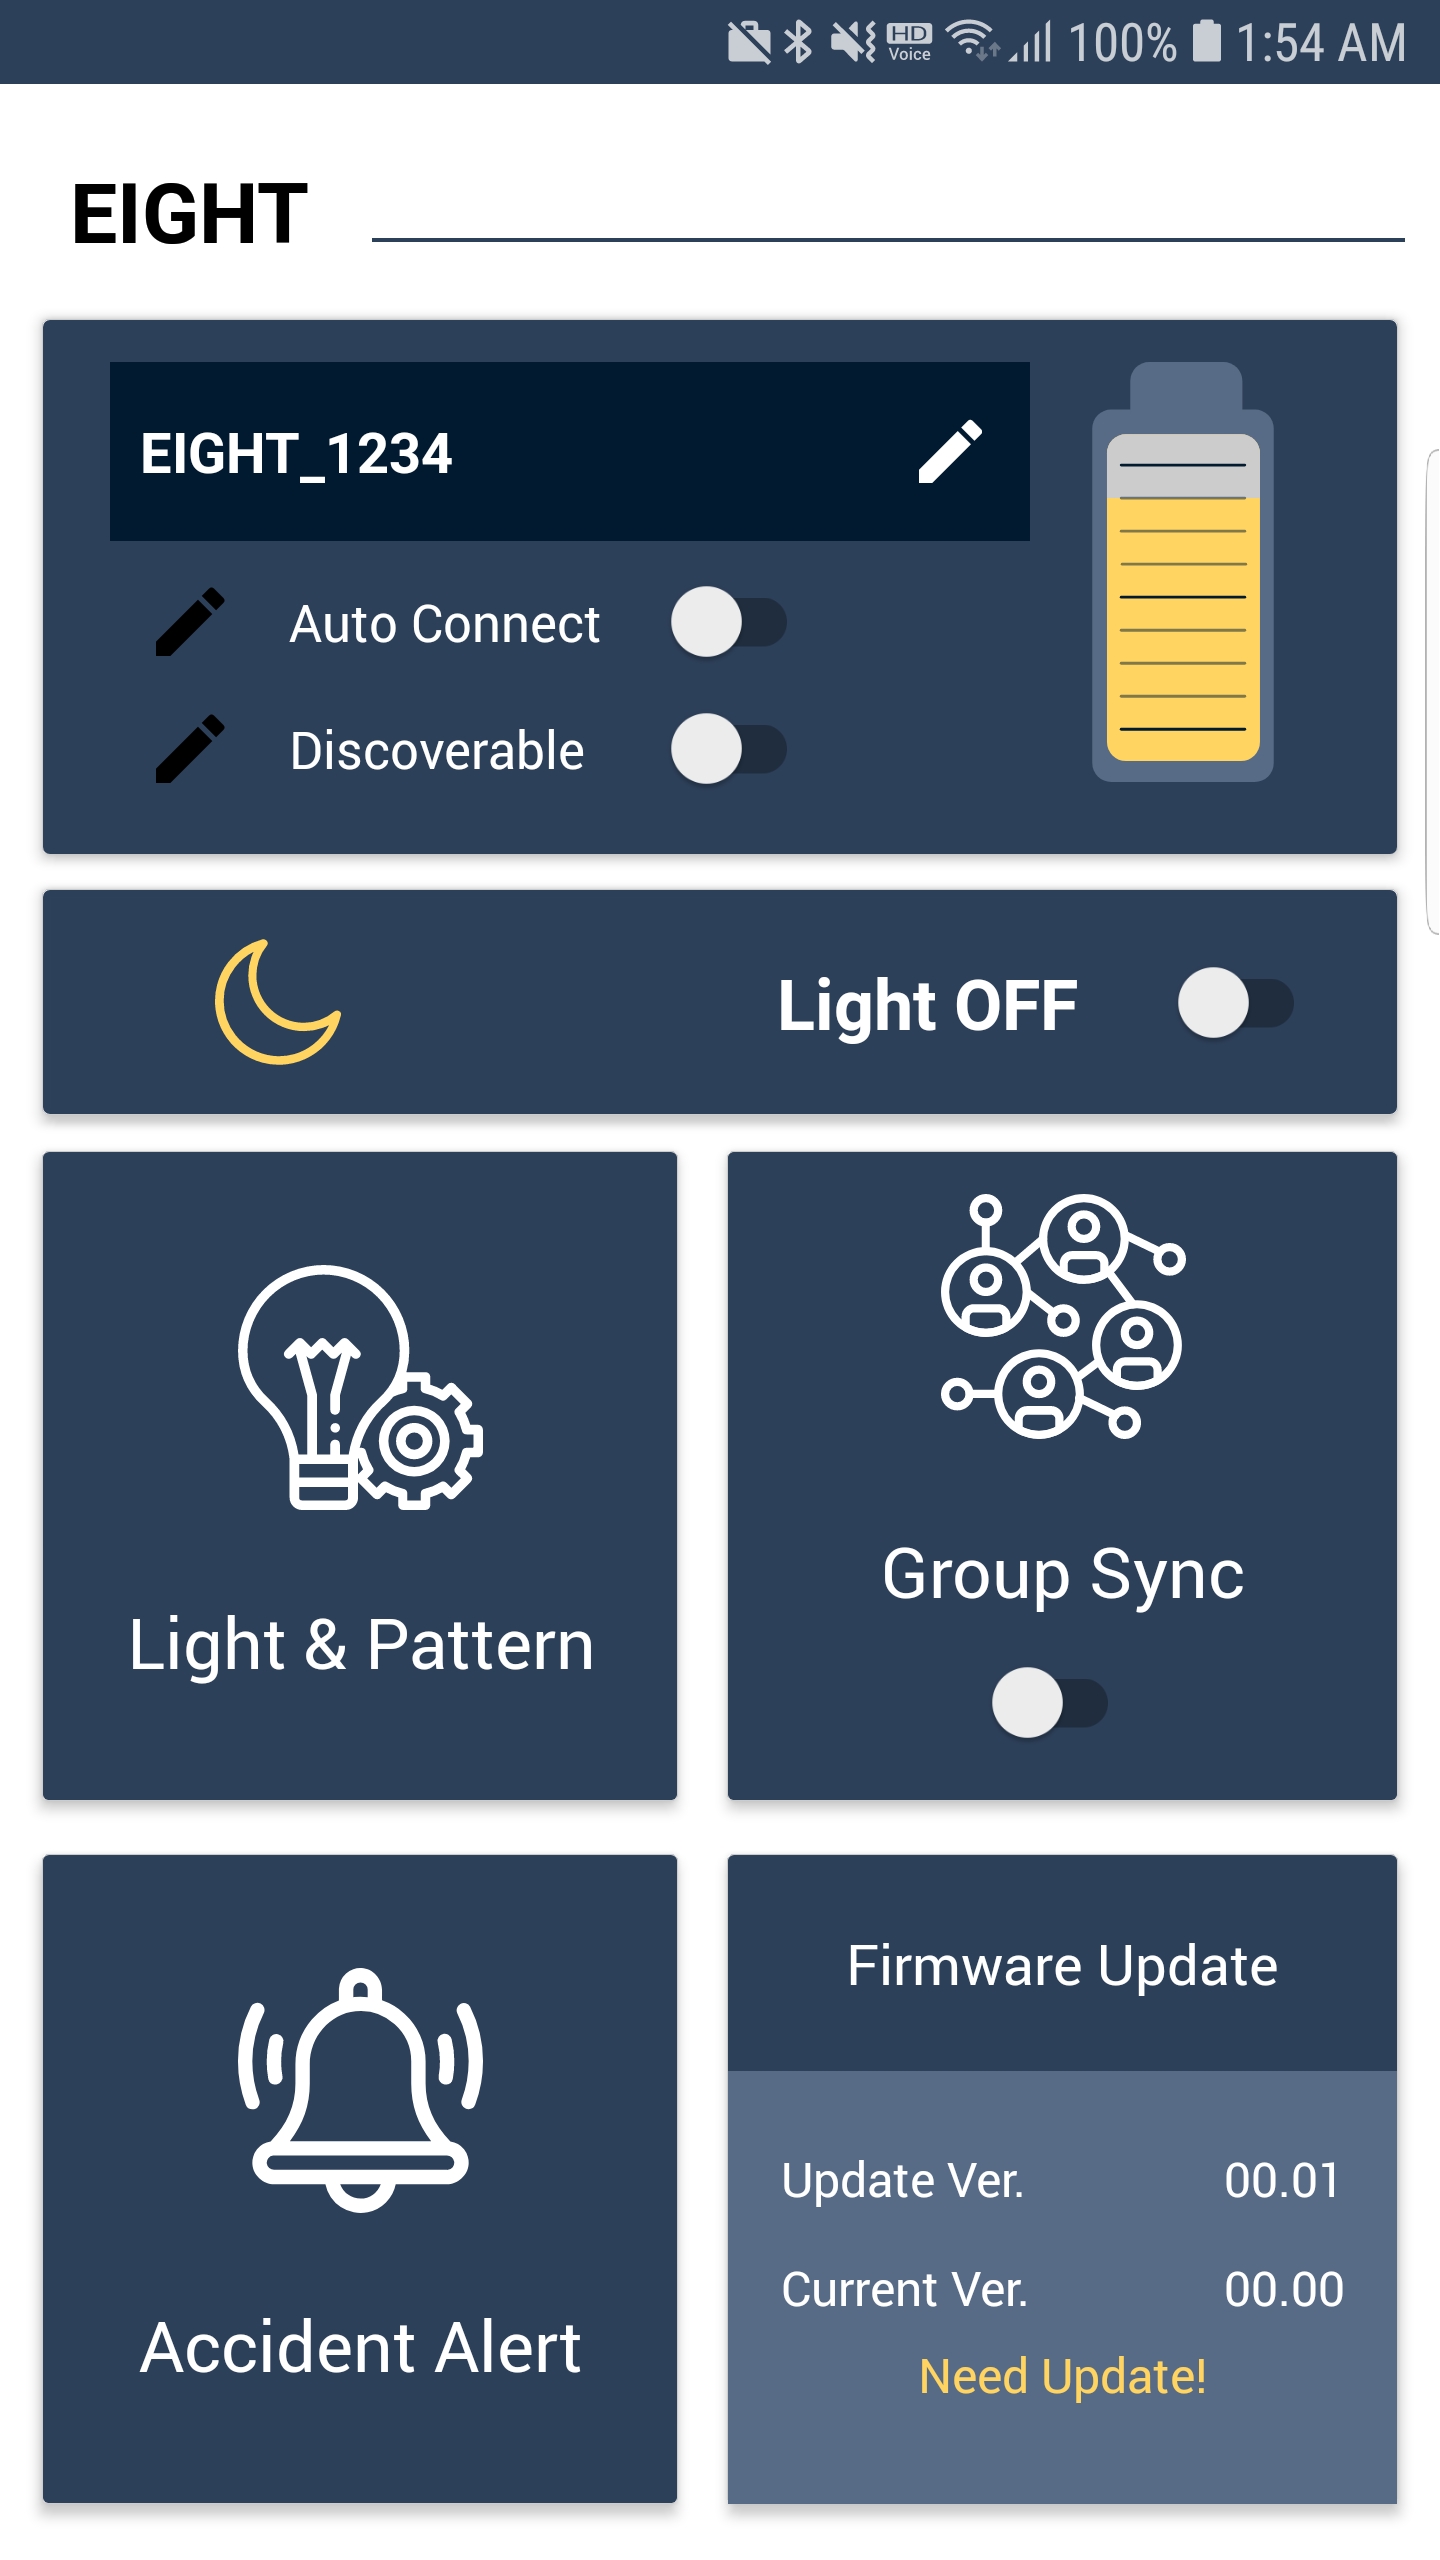 HD
Voice
100%
1:54 AM
EIGHT
EIGHT_1234
Auto Connect
Discoverable
Light OFF
Light & Pattern
Group Sync
Accident Alert
Firmware Update
Update Ver. 00.01
Current Ver. 00.00
Need Update!